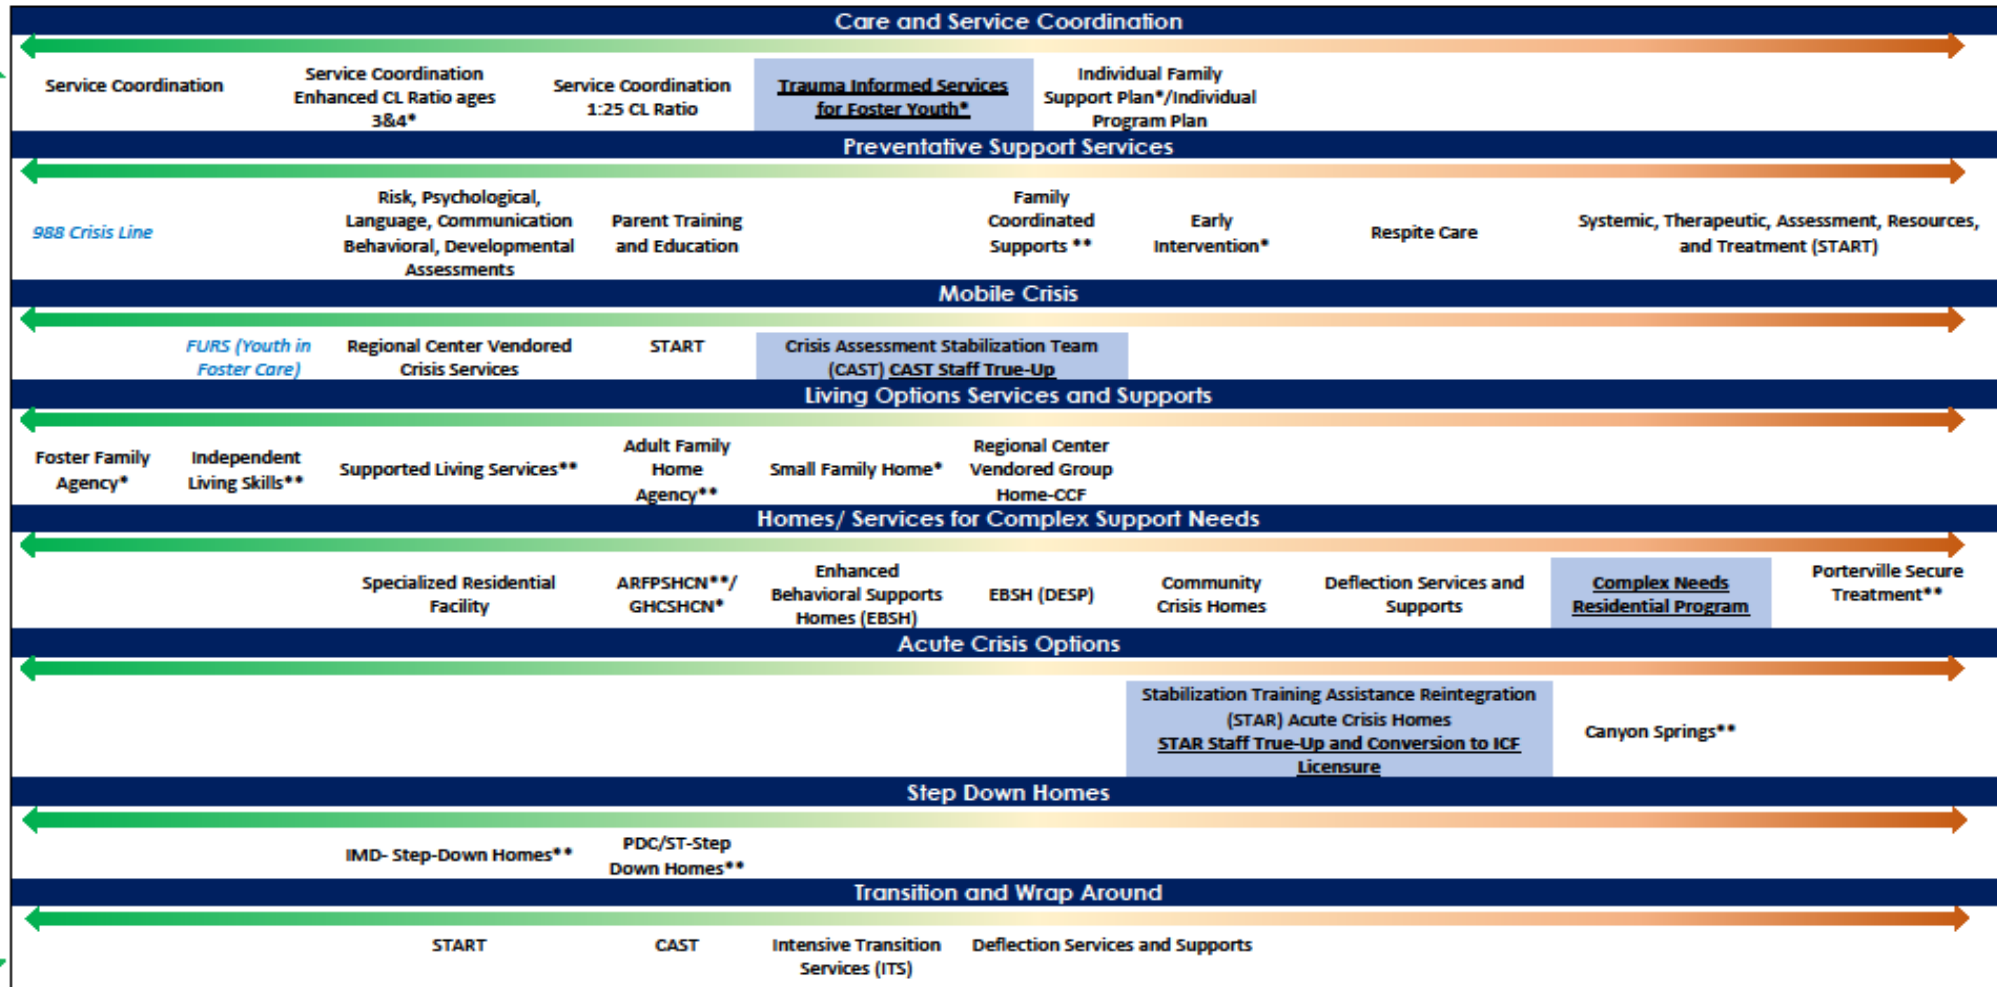 Care and Service Coordination
Service Coordination
Service Coordination
Enhanced CL Ratio ages
3&4*
Service Coordination
1:25 CL Ratio
Trauma Informed Services
for Foster Youth*
Individual Family
Support Plan*/Individual
Program Plan
Preventative Support Services
988 Crisis Line
Risk, Psychological,
Language, Communication
Behavioral, Developmental
Assessments
Parent Training
and Education
Family
Coordinated
Supports **
Early
Intervention*
Respite Care
Systemic, Therapeutic, Assessment, Resources,
and Treatment (START)
Mobile Crisis
FURS (Youth in
Foster Care)
Regional Center Vendored
Crisis Services
START
Crisis Assessment Stabilization Team
(CAST) CAST Staff True-Up
Living Options Services and Supports
Foster Family
Agency*
Independent
Living Skills**
Supported Living Services**
Adult Family
Home
Agency**
Small Family Home*
Regional Center
Vendored Group
Home-CCF
Homes/ Services for Complex Support Needs
Specialized Residential
Facility
ARFPSHCN**/
GHCSHCN*
Enhanced
Behavioral Supports
Homes (EBSH)
EBSH (DESP)
Community
Crisis Homes
Deflection Services and
Supports
Complex Needs
Residential Program
Porterville Secure
Treatment**
Acute Crisis Options
Stabilization Training Assistance Reintegration
(STAR) Acute Crisis Homes
STAR Staff True-Up and Conversion to ICF
Licensure
Canyon Springs**
Step Down Homes
IMD- Step-Down Homes**
PDC/ST-Step
Down Homes**
Transition and Wrap Around
START
CAST
Intensive Transition
Services (ITS)
Deflection Services and Supports